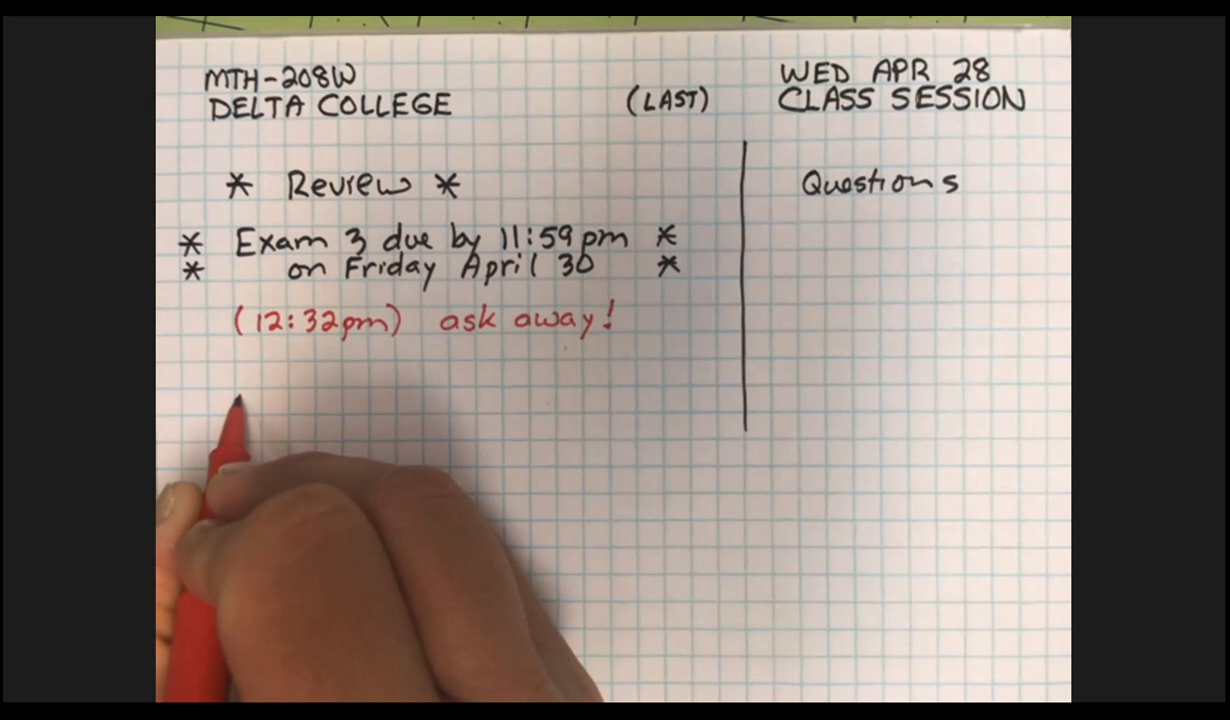 MTH-208W
DELTA COLLEGE
(LAST)
WED APR 28
CLASS SESSION
* Review *
* Exam 3 due by 11:59pm *
* on Friday April 30 *
(12:32pm) ask away!
Questions